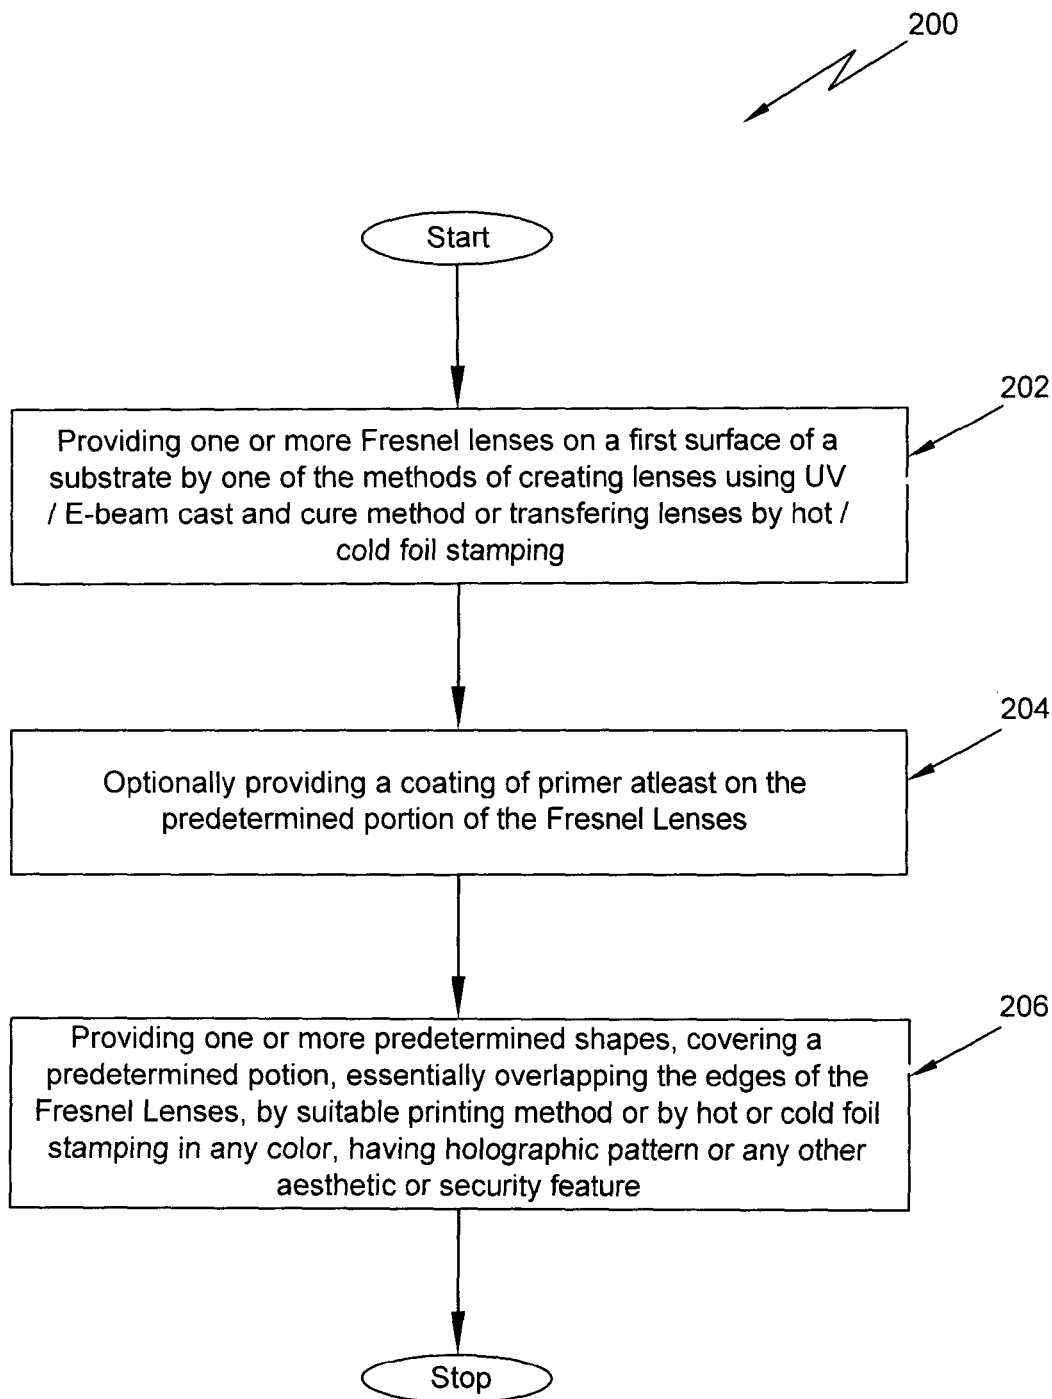 200
Start
202
Providing one or more Fresnel lenses on a first surface of a
substrate by one of the methods of creating lenses using UV
/ E-beam cast and cure method or transfering lenses by hot /
cold foil stamping
204
Optionally providing a coating of primer atleast on the
predetermined portion of the Fresnel Lenses
206
Providing one or more predetermined shapes, covering a
predetermined potion, essentially overlapping the edges of the
Fresnel Lenses, by suitable printing method or by hot or cold foil
stamping in any color, having holographic pattern or any other
aesthetic or security feature
Stop